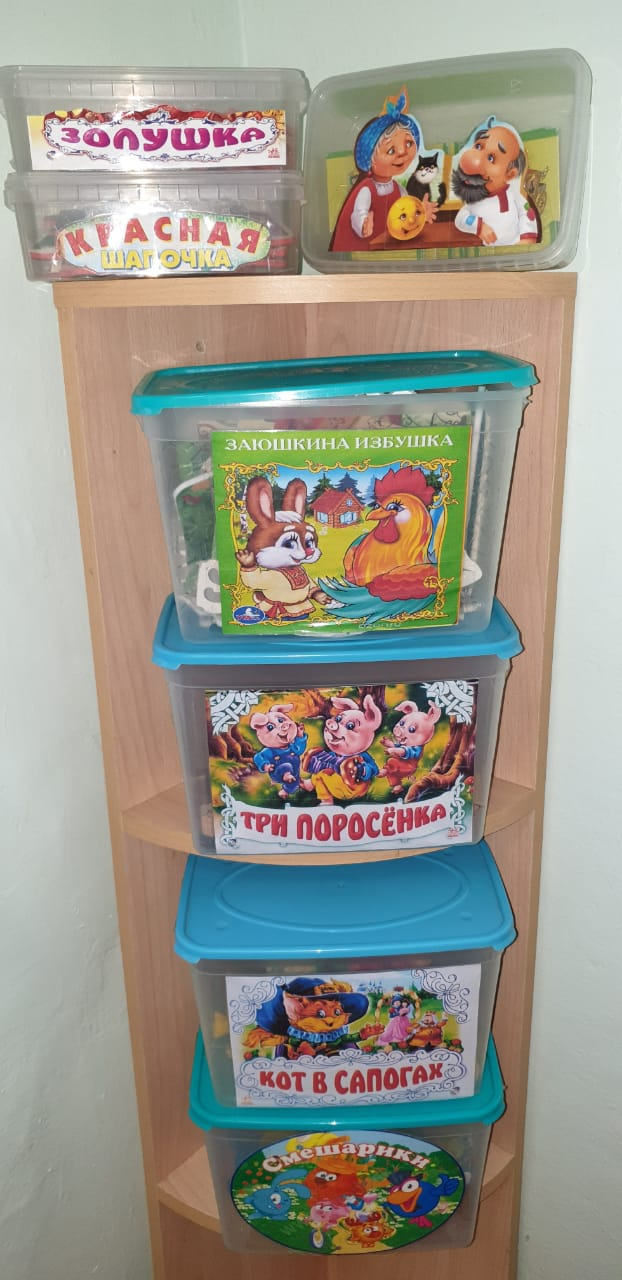 ЗОЛУШКА
КРАСНАЯ
ШАПОЧКА
ЗАЮШКИНА ИЗБУШКА
ТРИ ПОРОСЁНКА
КОТ В САПОГАХ
Смешарики